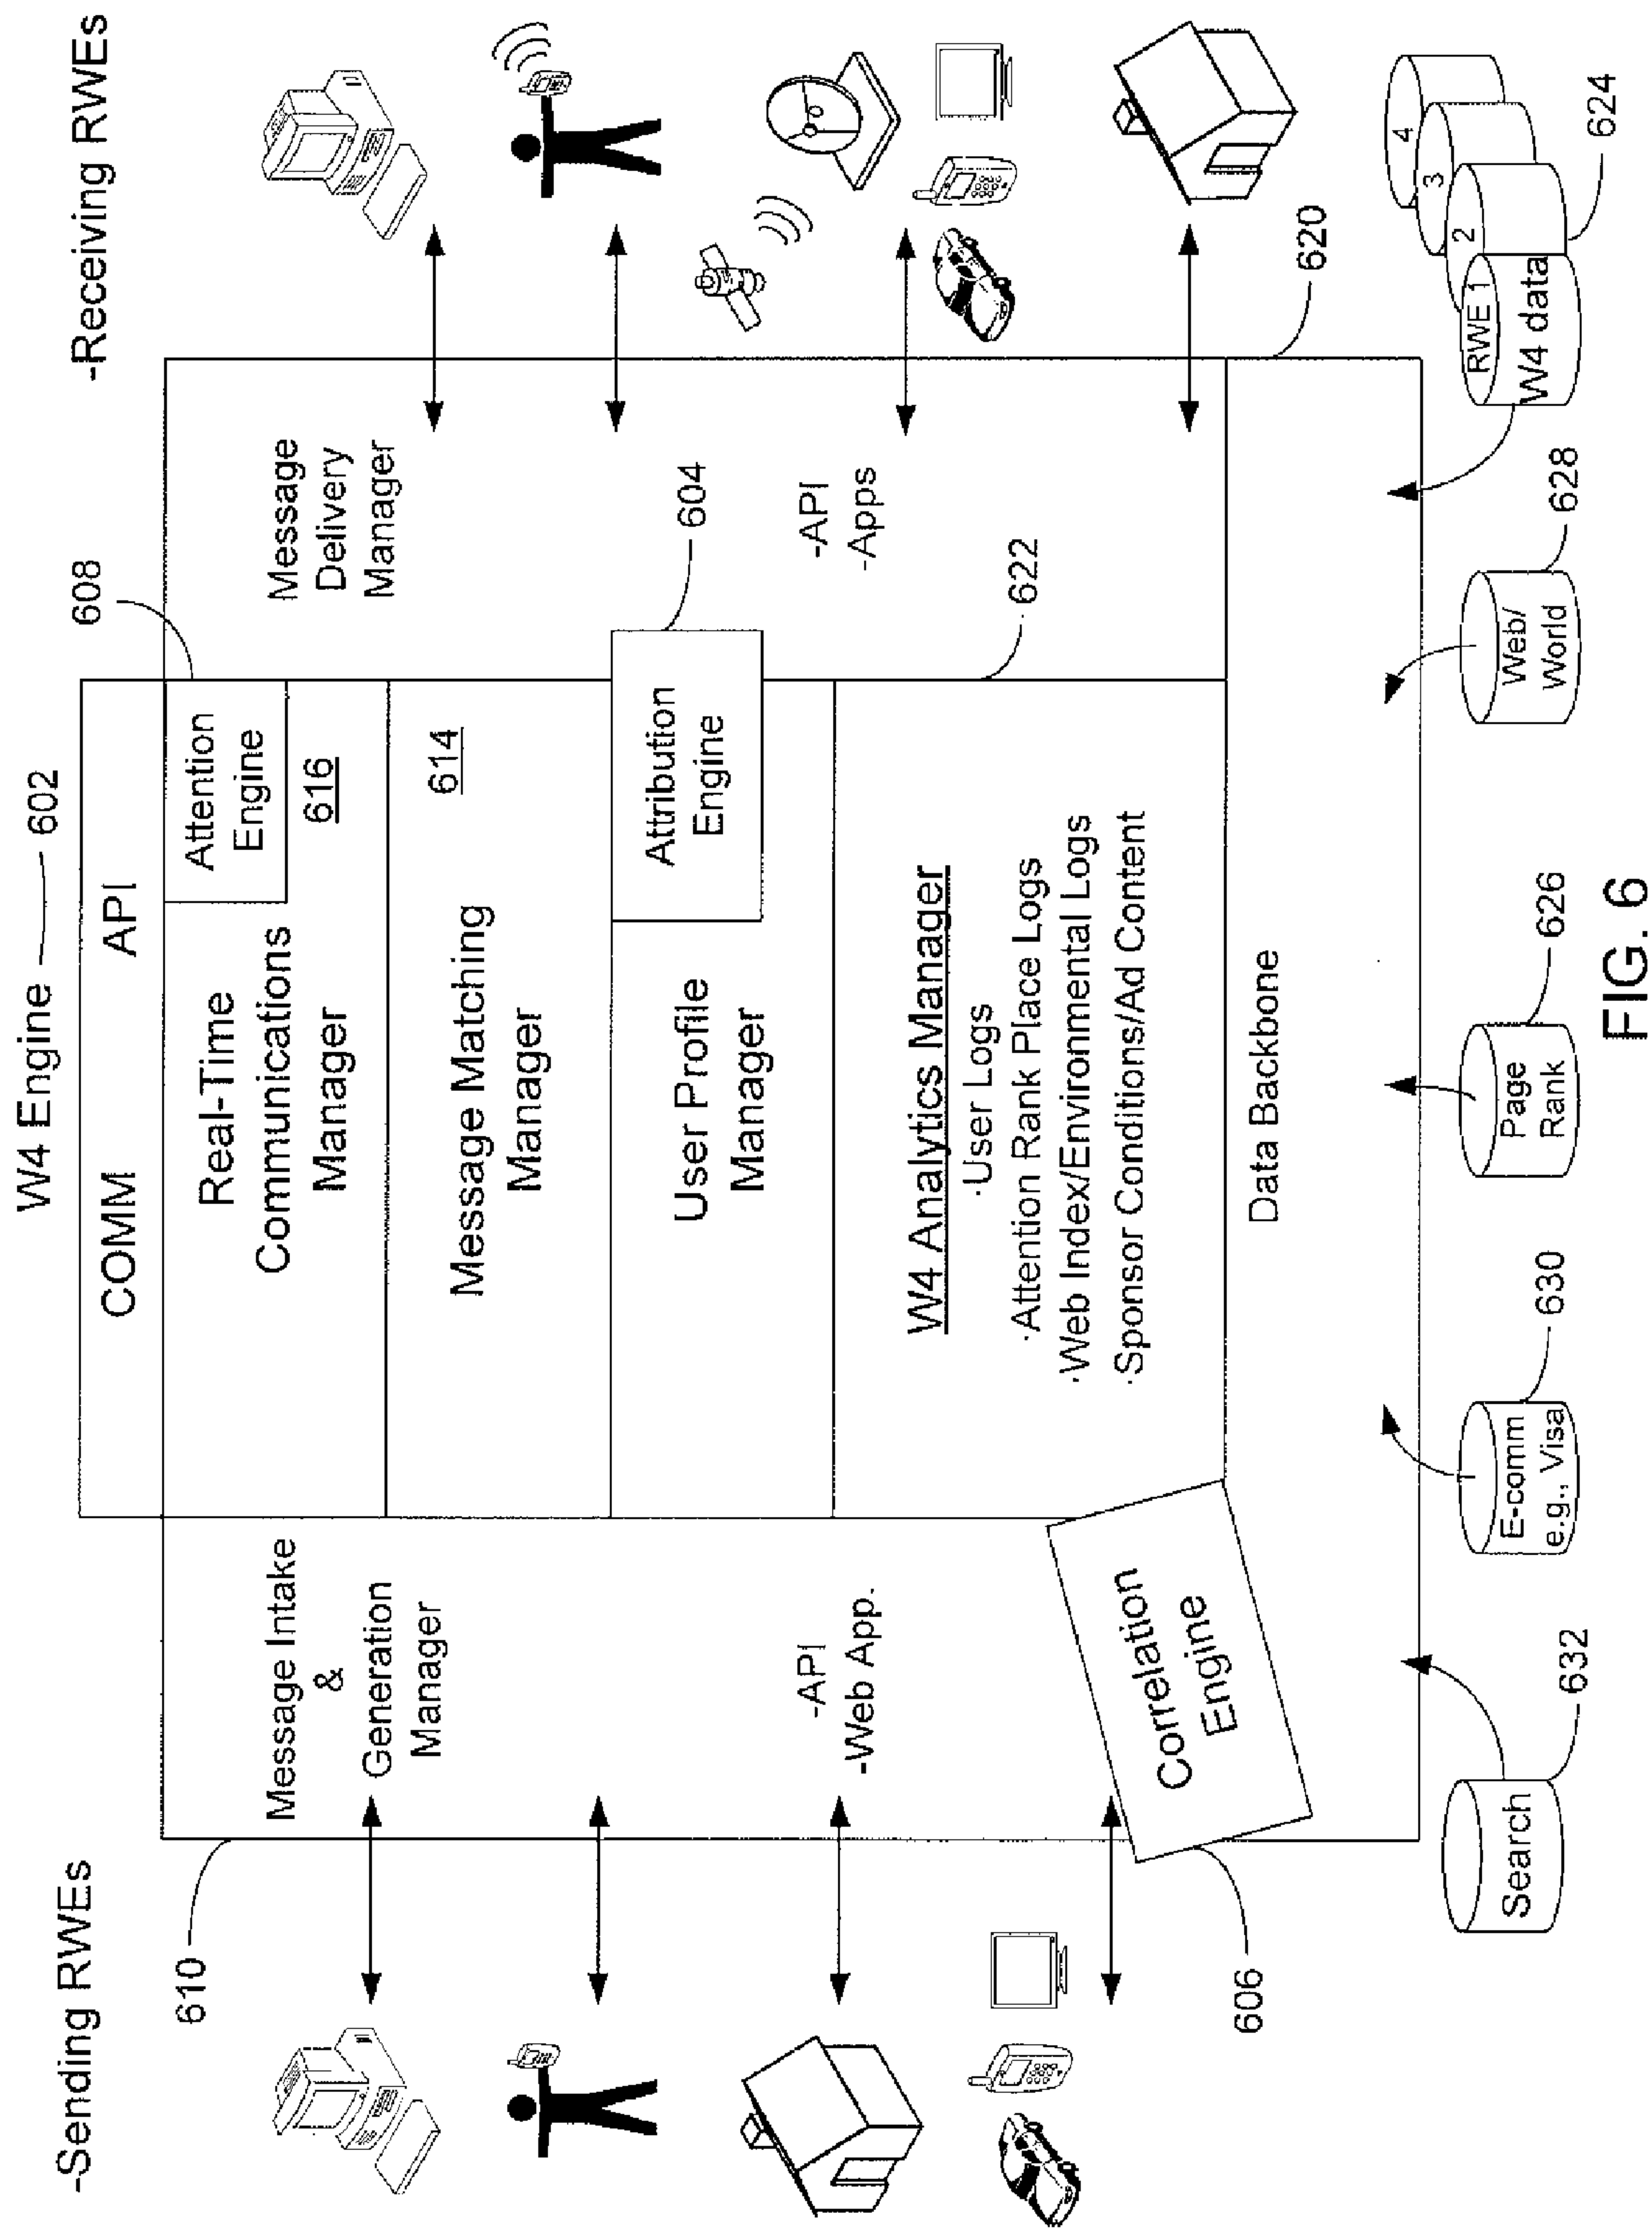 W4 Engine 602
-Sending RWEs
-Receiving RWEs
610
608
COMM API
Message Intake
&
Generation
Manager
-API
-Web App.
Real-Time
Communications
Manager
Attention
Engine
616
Message Matching
Manager
614
User Profile
Manager
Attribution
Engine
604
W4 Analytics Manager
·User Logs
·Attention Rank Place Logs
·Web Index/Environmental Logs
·Sponsor Conditions/Ad Content
622
Message
Delivery
Manager
-API
-Apps
Correlation
Engine
606
Data Backbone
620
Search
632
E-comm
e.g., Visa
630
Page
Rank
626
Web/
World
628
RWE 1
W4 data
2
3
4
624
FIG. 6